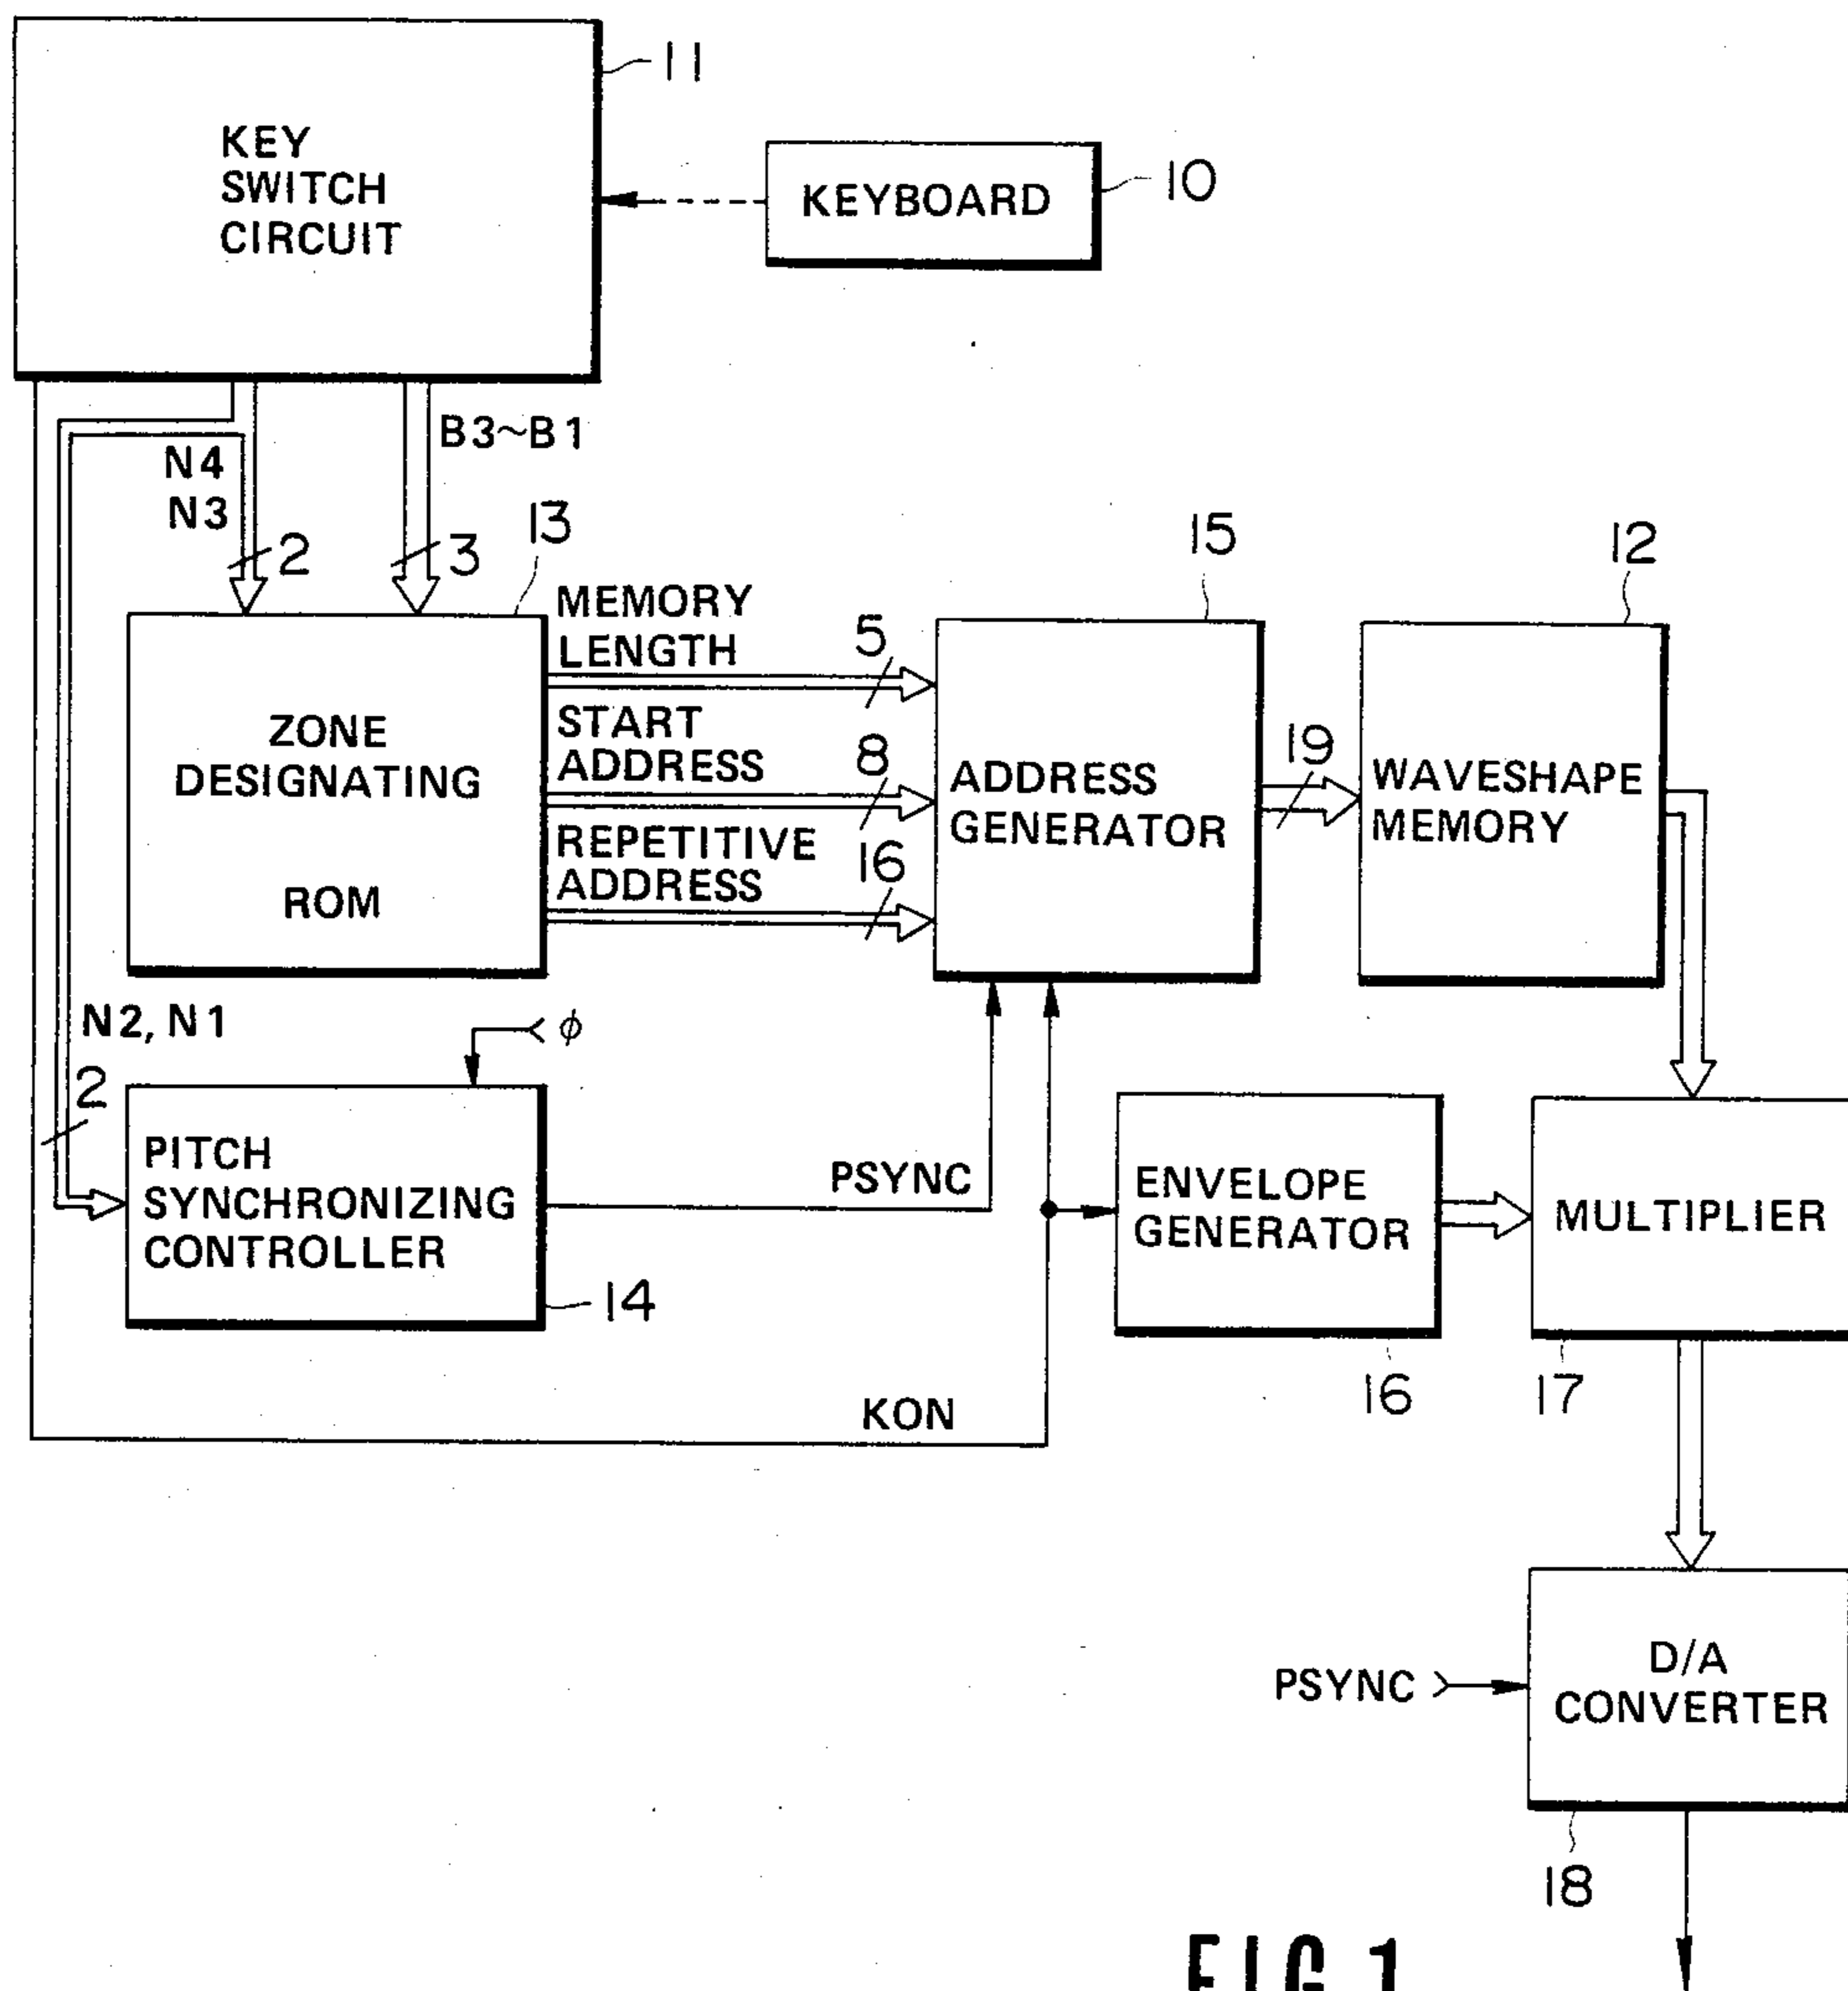 11
KEY
SWITCH
CIRCUIT
KEYBOARD
10
B3~B1
N4
N3
2
3
13
15
12
MEMORY
LENGTH
5
START
ADDRESS
8
REPETITIVE
ADDRESS
16
ZONE
DESIGNATING
ROM
ADDRESS
GENERATOR
19
WAVESHAPE
MEMORY
N2, N1
2
ϕ
PITCH
SYNCHRONIZING
CONTROLLER
14
PSYNC
ENVELOPE
GENERATOR
16
MULTIPLIER
17
KON
PSYNC
D/A
CONVERTER
18
FIG.1